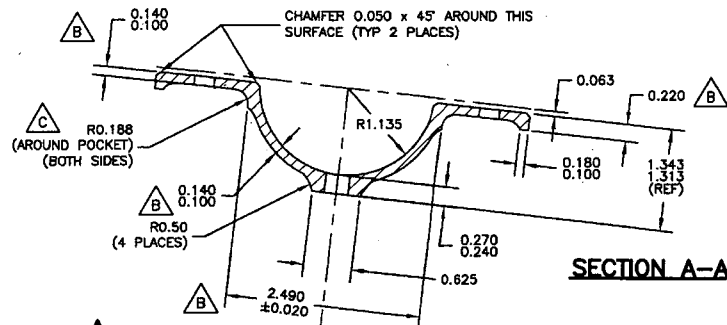 B
0.140
0.100
CHAMFER 0.050 x 45° AROUND THIS
SURFACE (TYP 2 PLACES)
0.063
0.220 B
C
R0.188
(AROUND POCKET)
(BOTH SIDES)
R1.135
0.180
0.100
1.343
1.313
(REF)
B
0.140
0.100
R0.50
(4 PLACES)
0.270
0.240
0.625
SECTION A-A
B
2.490
±0.020